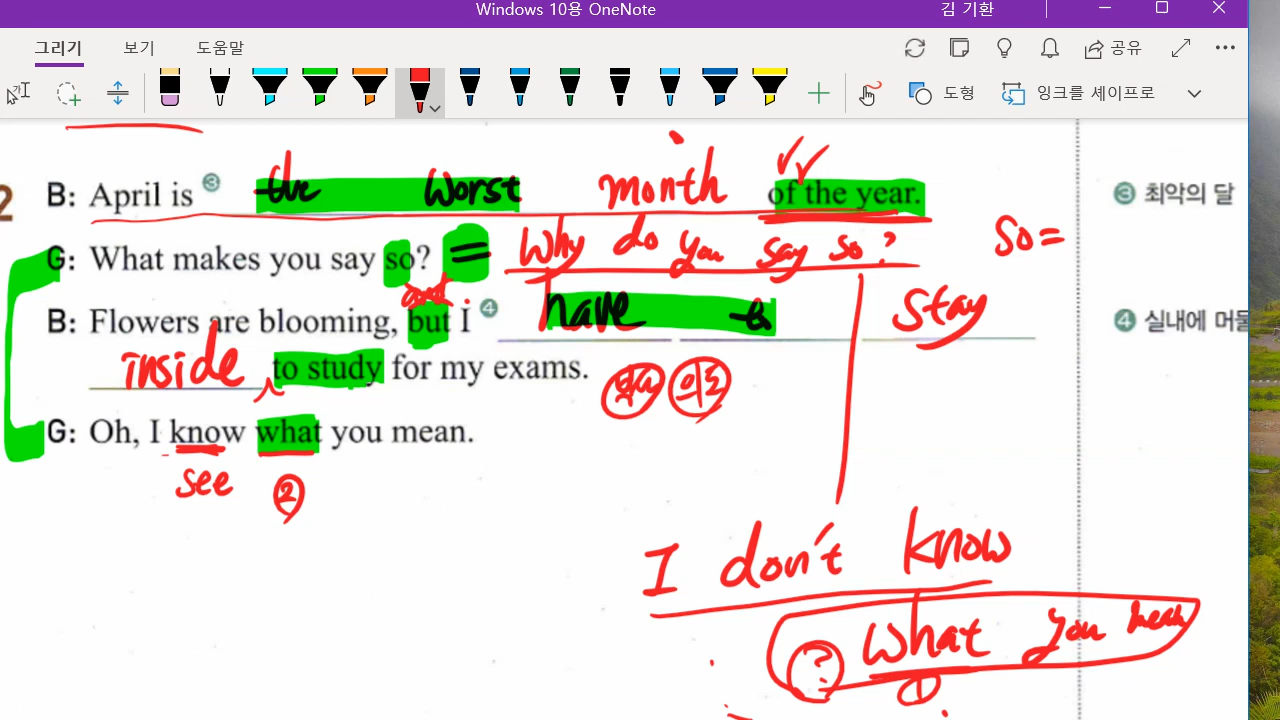 Windows 10용 OneNote 김 기환
그리기 보기 도움말 공유
도형 잉크를 셰이프로
2 B: April is ③ the worst month of the year. ③ 최악의 달
G: What makes you say so? = Why do you say so? So =
B: Flowers are blooming, but I ④ have to stay ④ 실내에 머물
inside to study for my exams.
G: Oh, I know what you mean.
see ②
I don't know
? what you mean
①